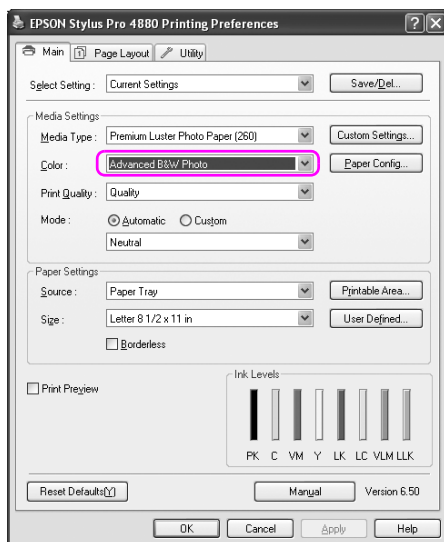 EPSON Stylus Pro 4880 Printing Preferences
Main Page Layout Utility
Select Setting : Current Settings Save/Del...
Media Settings
Media Type : Premium Luster Photo Paper (260) Custom Settings...
Color : Advanced B&W Photo Paper Config...
Print Quality : Quality
Mode : Automatic Custom
Neutral
Paper Settings
Source : Paper Tray Printable Area...
Size : Letter 8 1/2 x 11 in User Defined...
Borderless
Print Preview
Ink Levels
PK C VM Y LK LC VLM LLK
Reset Defaults(Y) Manual Version 6.50
OK Cancel Apply Help